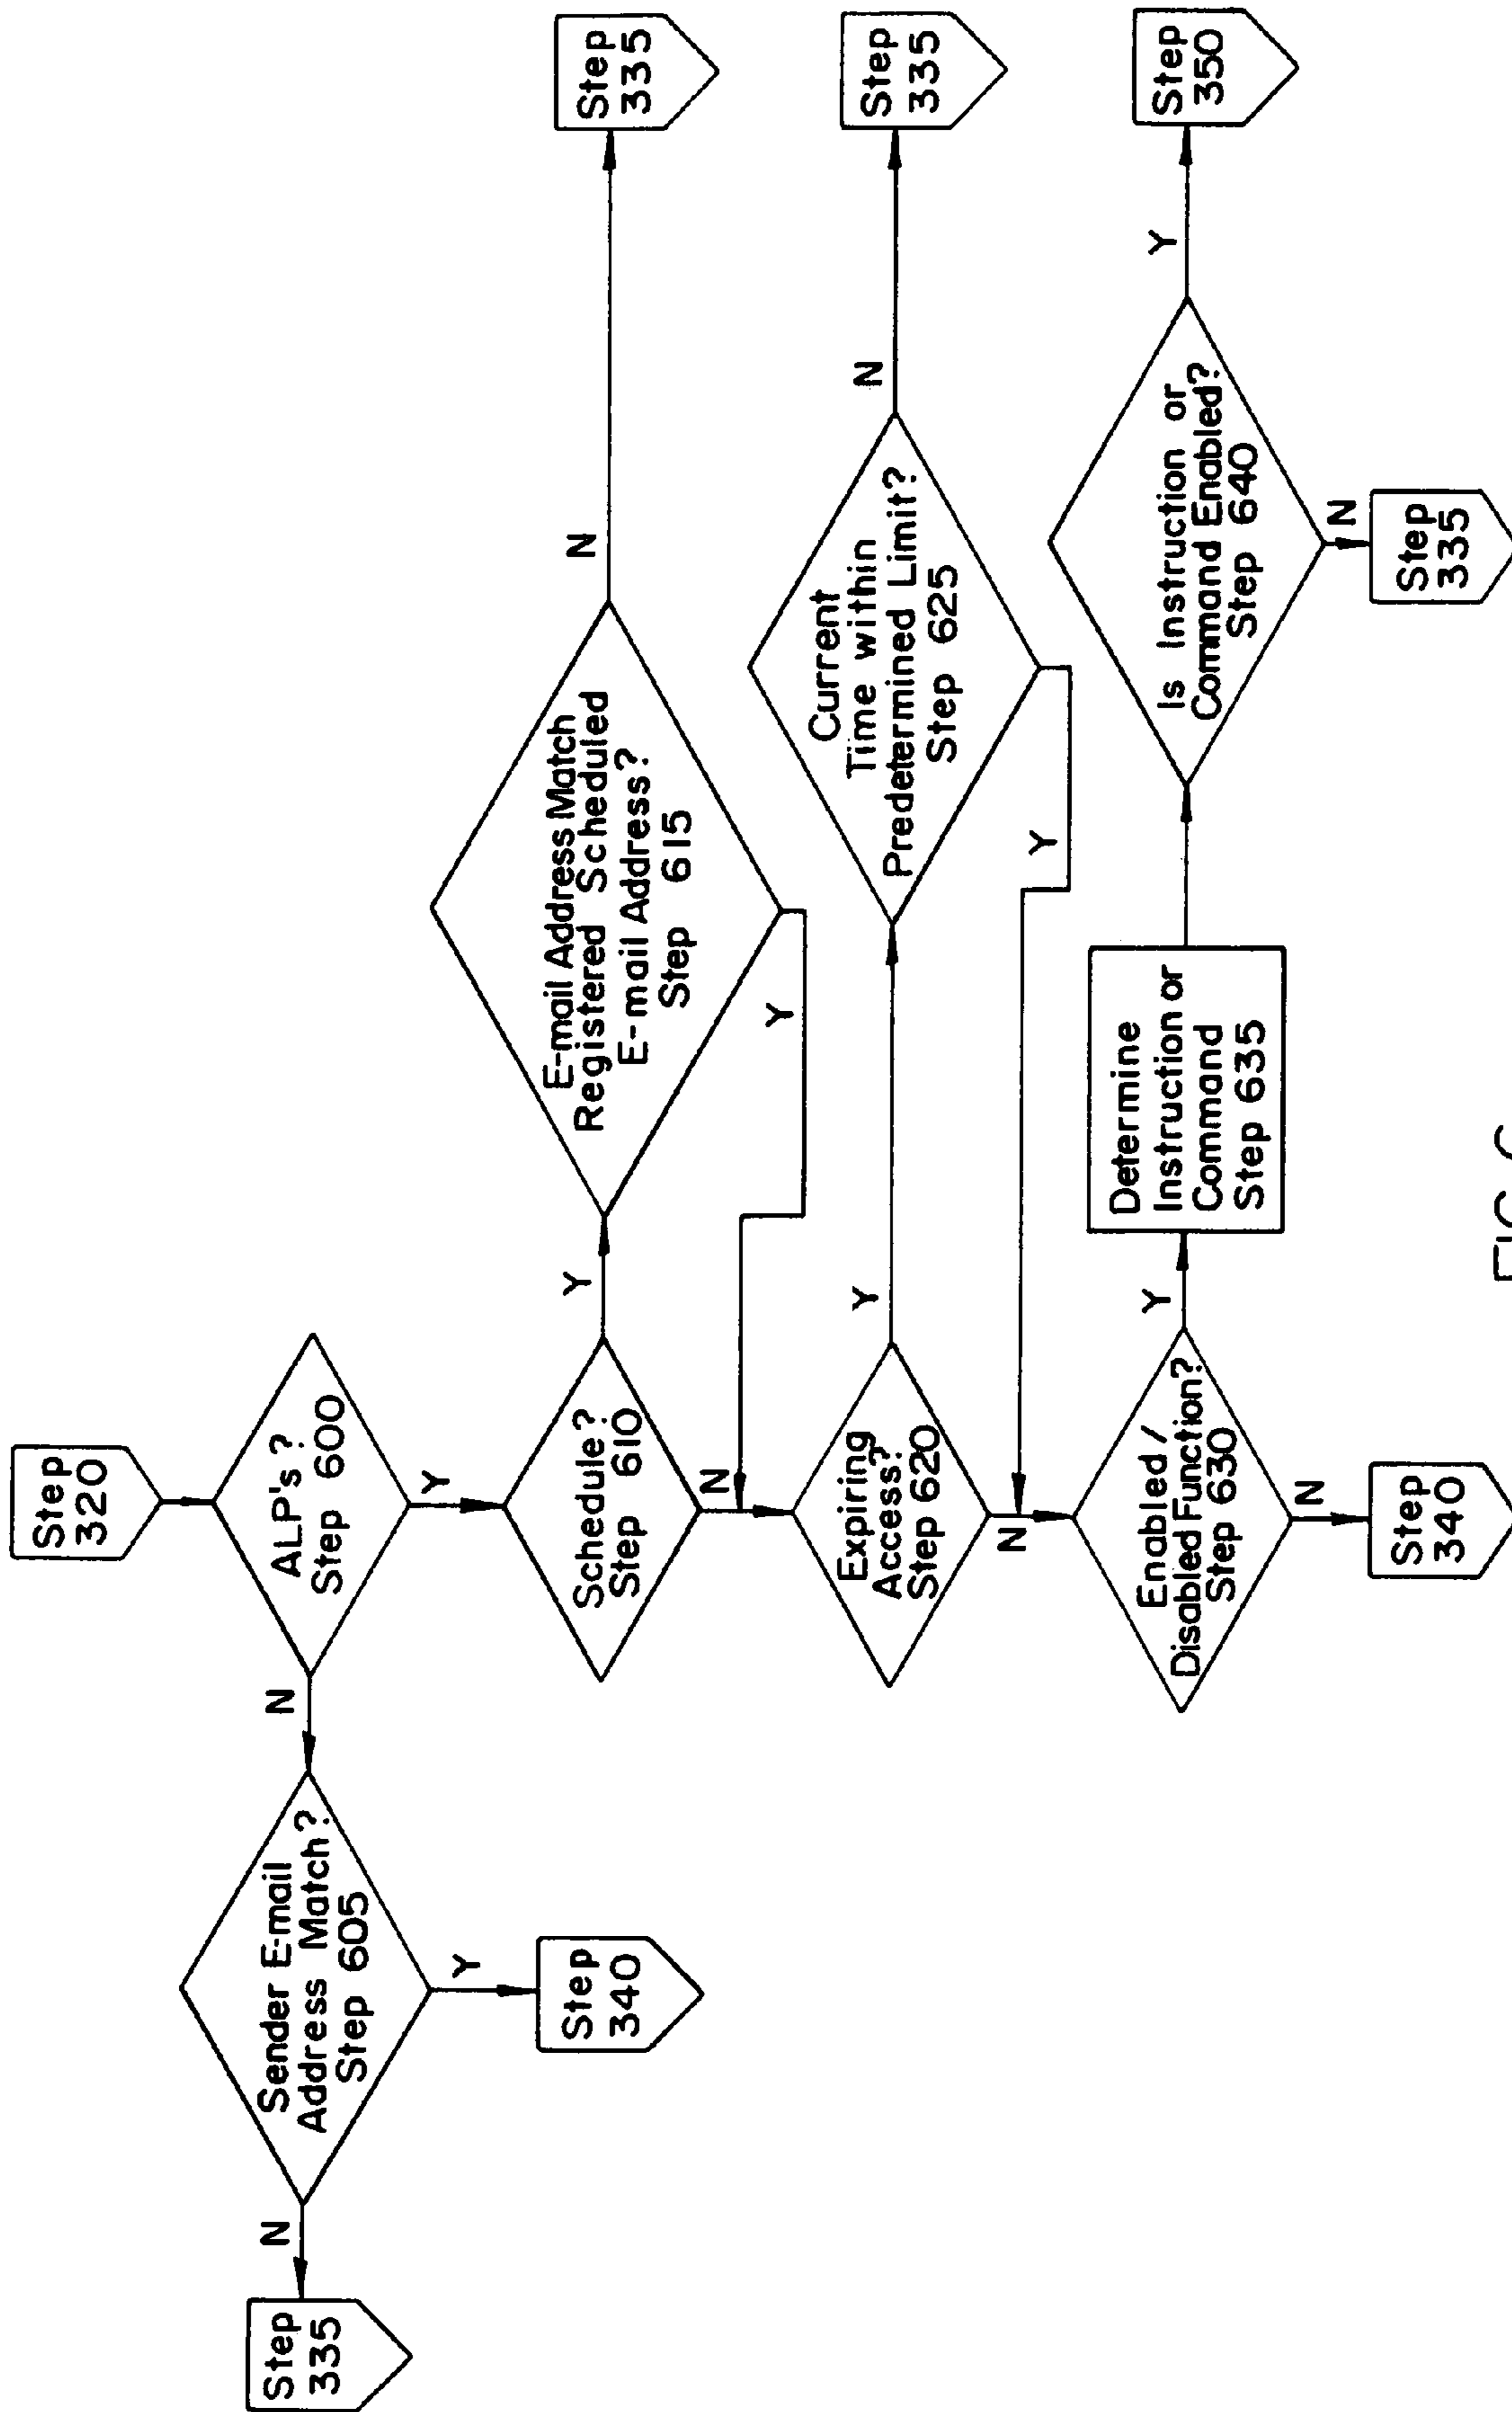 Step
320
ALP's?
Step 600
N
Y
Sender E-mail
Address Match?
Step 605
N
Step
335
Y
Step
340
Schedule?
Step 610
Y
N
E-mail Address Match
Registered Scheduled
E-mail Address?
Step 615
N
Step
335
Y
Expiring
Access?
Step 620
Y
N
Current
Time within
Predetermined Limit?
Step 625
N
Step
335
Y
Enabled /
Disabled Function?
Step 630
Y
N
Step
340
Determine
Instruction or
Command
Step 635
Is Instruction or
Command Enabled?
Step 640
Y
Step
350
N
Step
335